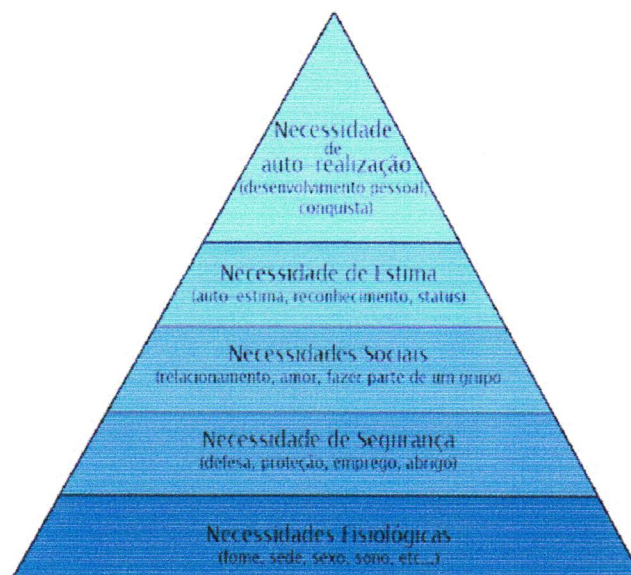 Necessidade
de
auto-realização
(desenvolvimento pessoal,
conquista)
Necessidade de Estima
(auto-estima, reconhecimento, status)
Necessidades Sociais
(relacionamento, amor, fazer parte de um grupo
Necessidade de Segurança
(defesa, proteção, emprego, abrigo)
Necessidades Fisiológicas
(fome, sede, sexo, sono, etc...)